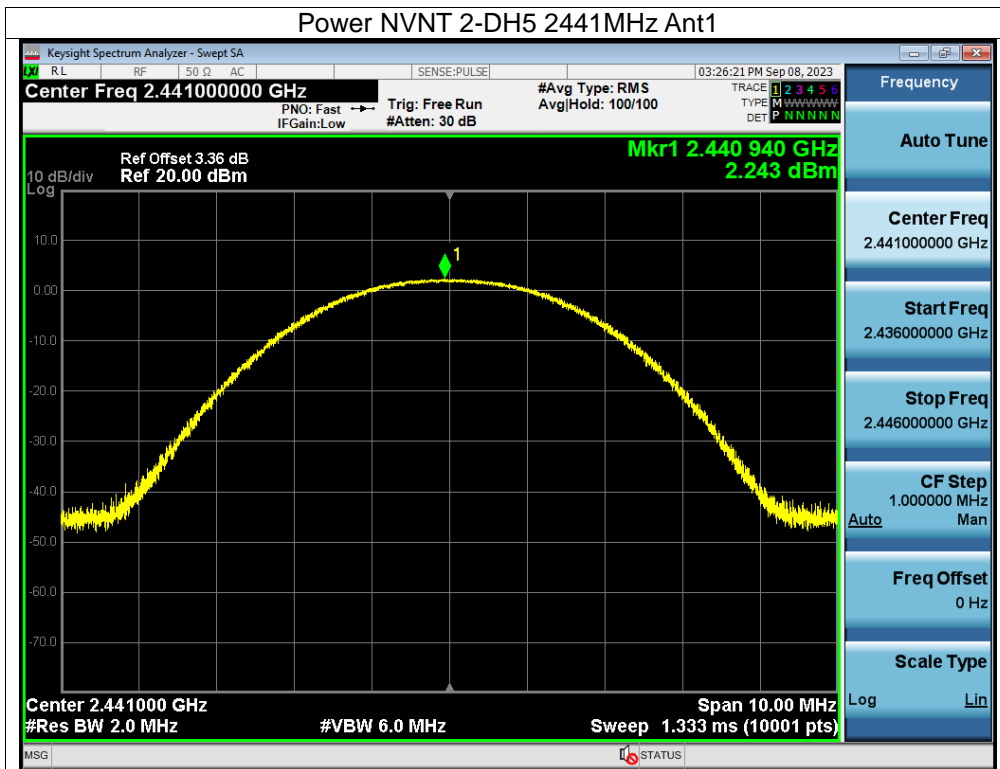 Power NVNT 2-DH5 2441MHz Ant1
Keysight Spectrum Analyzer - Swept SA
LXI RL RF 50 Ω AC SENSE:PULSE 03:26:21 PM Sep 08, 2023
Center Freq 2.441000000 GHz
PNO: Fast
IFGain:Low
Trig: Free Run
#Atten: 30 dB
#Avg Type: RMS
Avg|Hold: 100/100
TRACE 1 2 3 4 5 6
TYPE M WWWWW
DET P N N N N N
Mkr1 2.440 940 GHz
2.243 dBm
Ref Offset 3.36 dB
10 dB/div Ref 20.00 dBm
Log
10.0
0.00
-10.0
-20.0
-30.0
-40.0
-50.0
-60.0
-70.0
1
Center 2.441000 GHz Span 10.00 MHz
#Res BW 2.0 MHz #VBW 6.0 MHz Sweep 1.333 ms (10001 pts)
MSG STATUS
Frequency
Auto Tune
Center Freq
2.441000000 GHz
Start Freq
2.436000000 GHz
Stop Freq
2.446000000 GHz
CF Step
1.000000 MHz
Auto Man
Freq Offset
0 Hz
Scale Type
Log Lin